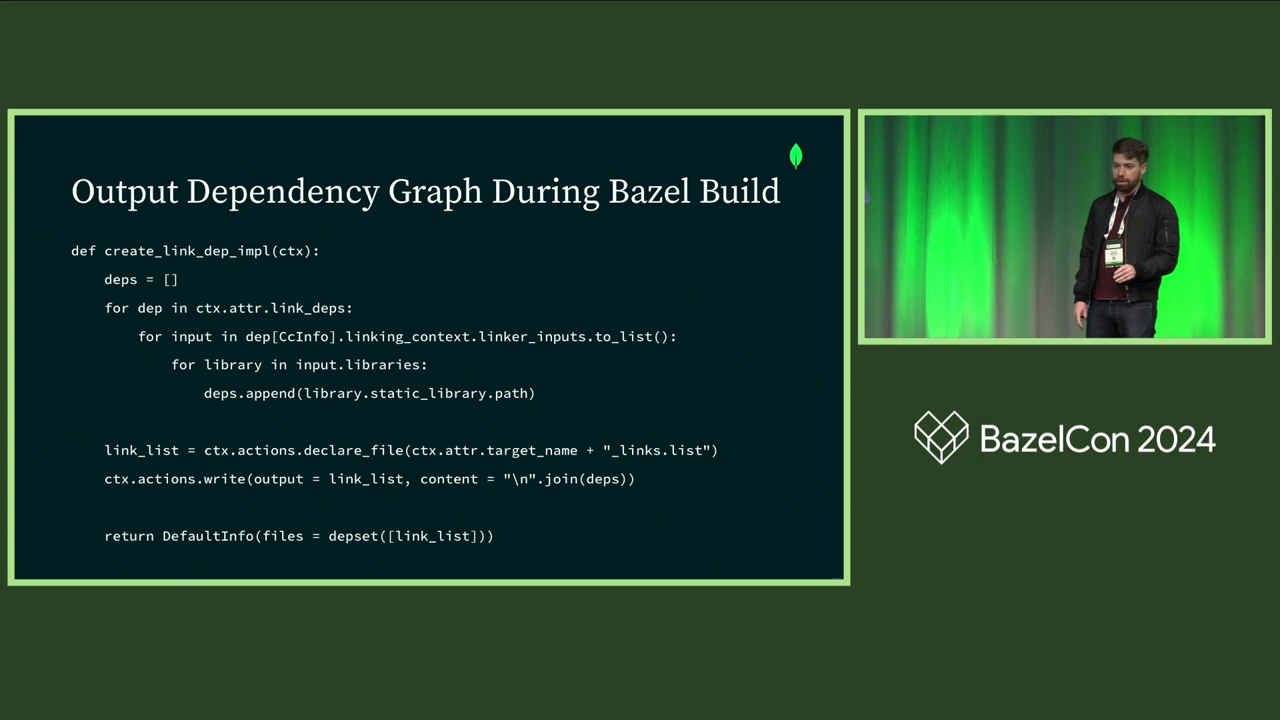 Output Dependency Graph During Bazel Build
def create_link_dep_impl(ctx):
    deps = []
    for dep in ctx.attr.link_deps:
        for input in dep[CcInfo].linking_context.linker_inputs.to_list():
            for library in input.libraries:
                deps.append(library.static_library.path)
    link_list = ctx.actions.declare_file(ctx.attr.target_name + "_links.list")
    ctx.actions.write(output = link_list, content = "\n".join(deps))
    return DefaultInfo(files = depset([link_list]))
BazelCon 2024